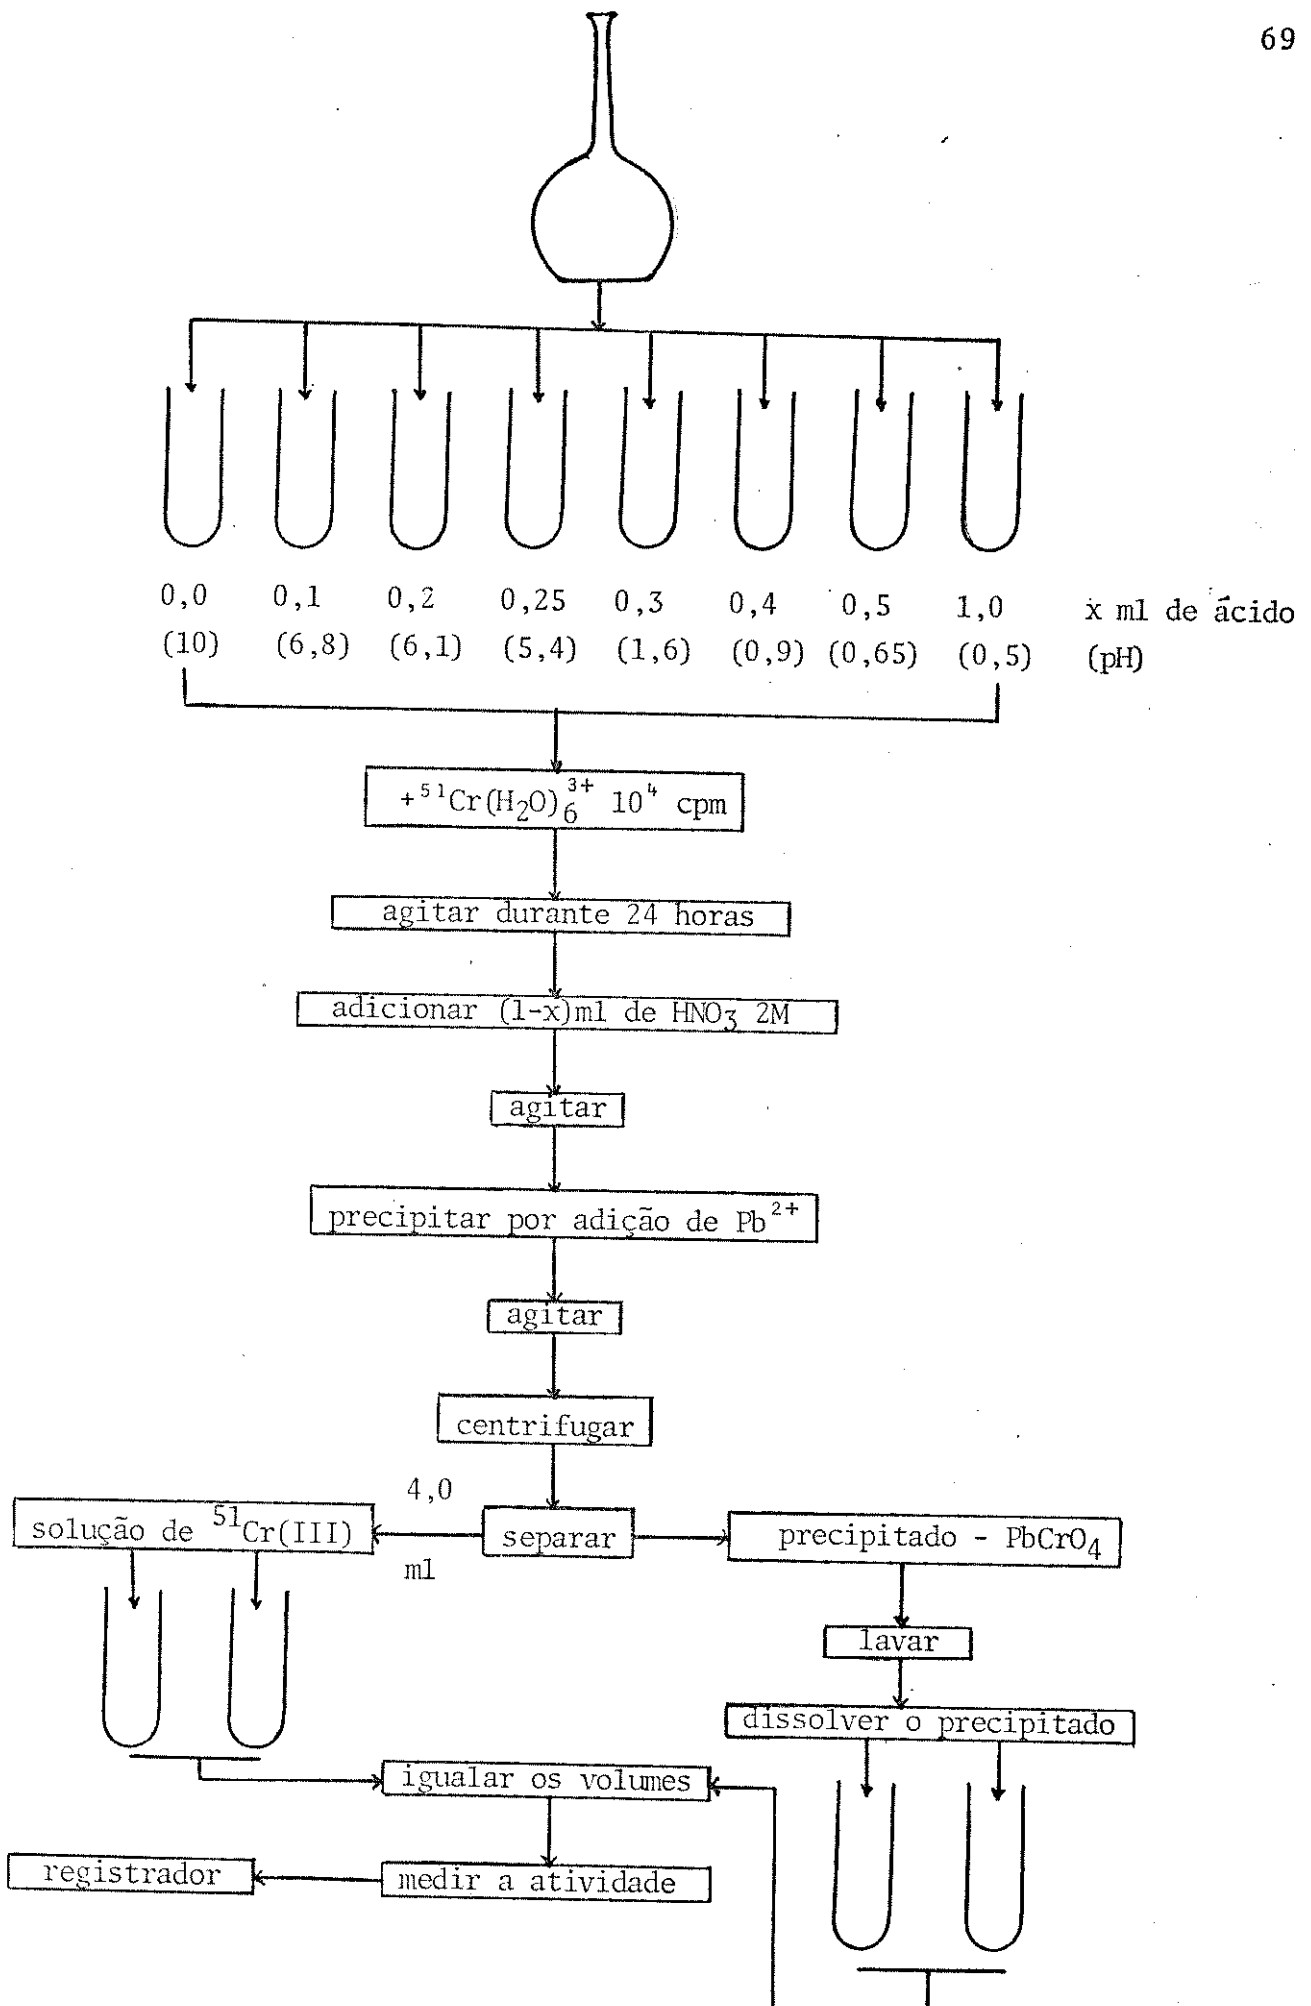 69
0,0 0,1 0,2 0,25 0,3 0,4 0,5 1,0 x ml de ácido
(10) (6,8) (6,1) (5,4) (1,6) (0,9) (0,65) (0,5) (pH)
+⁵¹Cr(H₂O)₆³⁺ 10⁴ cpm
agitar durante 24 horas
adicionar (1-x)ml de HNO₃ 2M
agitar
precipitar por adição de Pb²⁺
agitar
centrifugar
4,0
solução de ⁵¹Cr(III) separar precipitado - PbCrO₄
ml
lavar
dissolver o precipitado
igualar os volumes
registrador medir a atividade